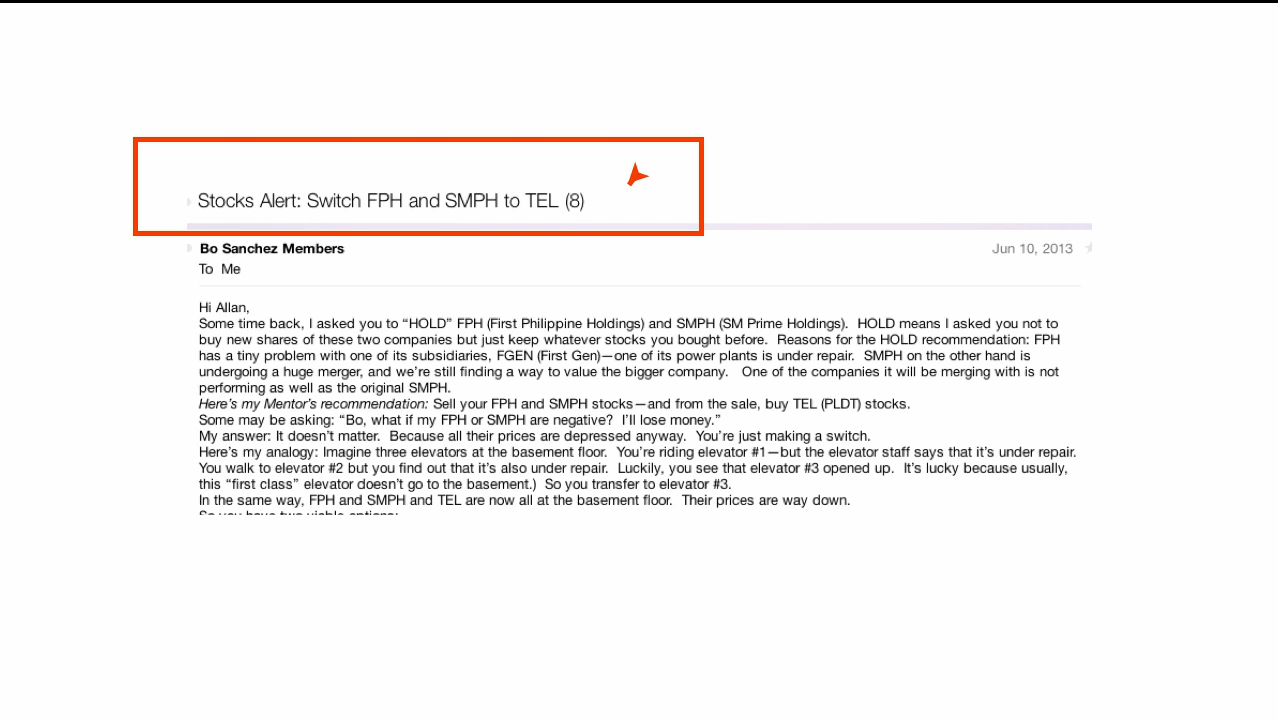 Stocks Alert: Switch FPH and SMPH to TEL (8)
Bo Sanchez Members
Jun 10, 2013
To Me
Hi Allan,
Some time back, I asked you to “HOLD” FPH (First Philippine Holdings) and SMPH (SM Prime Holdings).  HOLD means I asked you not to
buy new shares of these two companies but just keep whatever stocks you bought before.  Reasons for the HOLD recommendation: FPH
has a tiny problem with one of its subsidiaries, FGEN (First Gen)—one of its power plants is under repair.  SMPH on the other hand is
undergoing a huge merger, and we’re still finding a way to value the bigger company.   One of the companies it will be merging with is not
performing as well as the original SMPH.
Here’s my Mentor’s recommendation: Sell your FPH and SMPH stocks—and from the sale, buy TEL (PLDT) stocks.
Some may be asking: “Bo, what if my FPH or SMPH are negative?  I’ll lose money.”
My answer: It doesn’t matter.  Because all their prices are depressed anyway.  You’re just making a switch.
Here’s my analogy: Imagine three elevators at the basement floor.  You’re riding elevator #1—but the elevator staff says that it’s under repair.
You walk to elevator #2 but you find out that it’s also under repair.  Luckily, you see that elevator #3 opened up.  It’s lucky because usually,
this “first class” elevator doesn’t go to the basement.)  So you transfer to elevator #3.
In the same way, FPH and SMPH and TEL are now all at the basement floor.  Their prices are way down.
So you have two viable options: